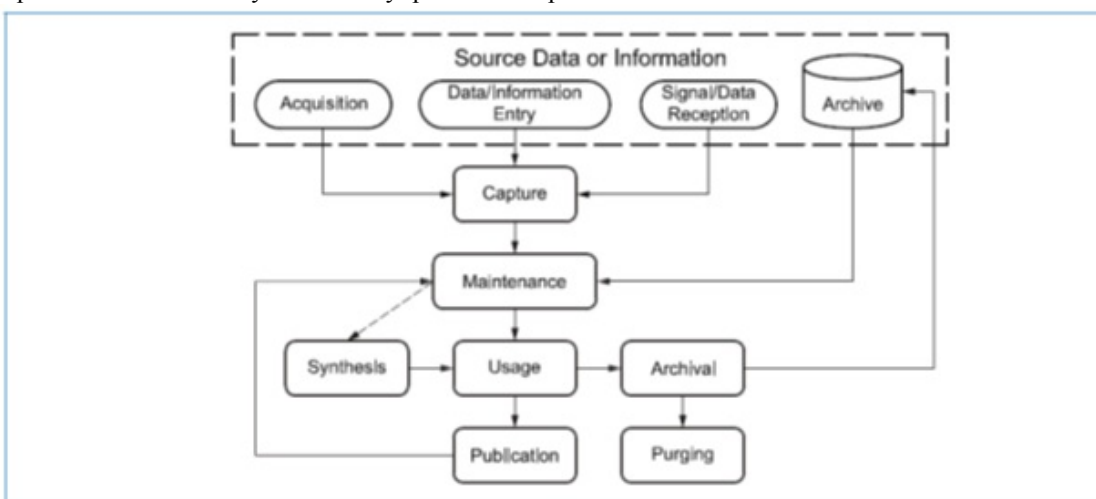 Source Data or Information
Acquisition
Data/Information
Entry
Signal/Data
Reception
Archive
Capture
Maintenance
Synthesis
Usage
Archival
Publication
Purging